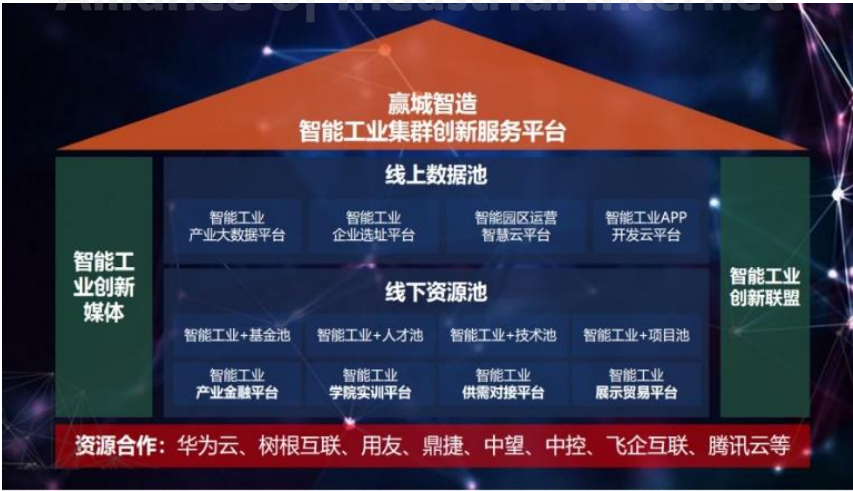 Alliance of Industrial Internet
赢城智造
智能工业集群创新服务平台
线上数据池
智能工业
产业大数据平台
智能工业
企业选址平台
智能园区运营
智慧云平台
智能工业APP
开发云平台
智能工
业创新
媒体
线下资源池
智能工业+基金池
智能工业+人才池
智能工业+技术池
智能工业+项目池
智能工业
产业金融平台
智能工业
学院实训平台
智能工业
供需对接平台
智能工业
展示贸易平台
智能工业
创新联盟
资源合作：华为云、树根互联、用友、鼎捷、中望、中控、飞企互联、腾讯云等